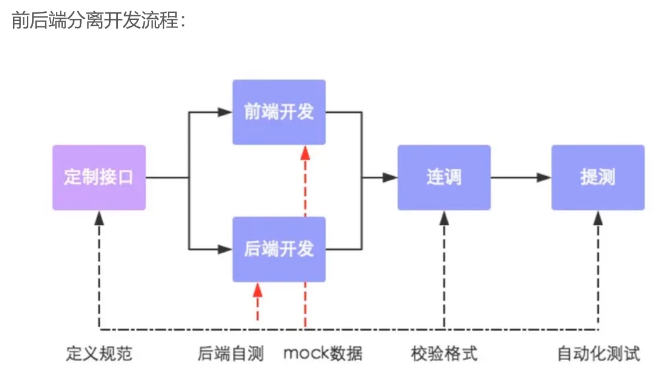 前后端分离开发流程：
前端开发
定制接口
连调
提测
后端开发
定义规范
后端自测
mock数据
校验格式
自动化测试